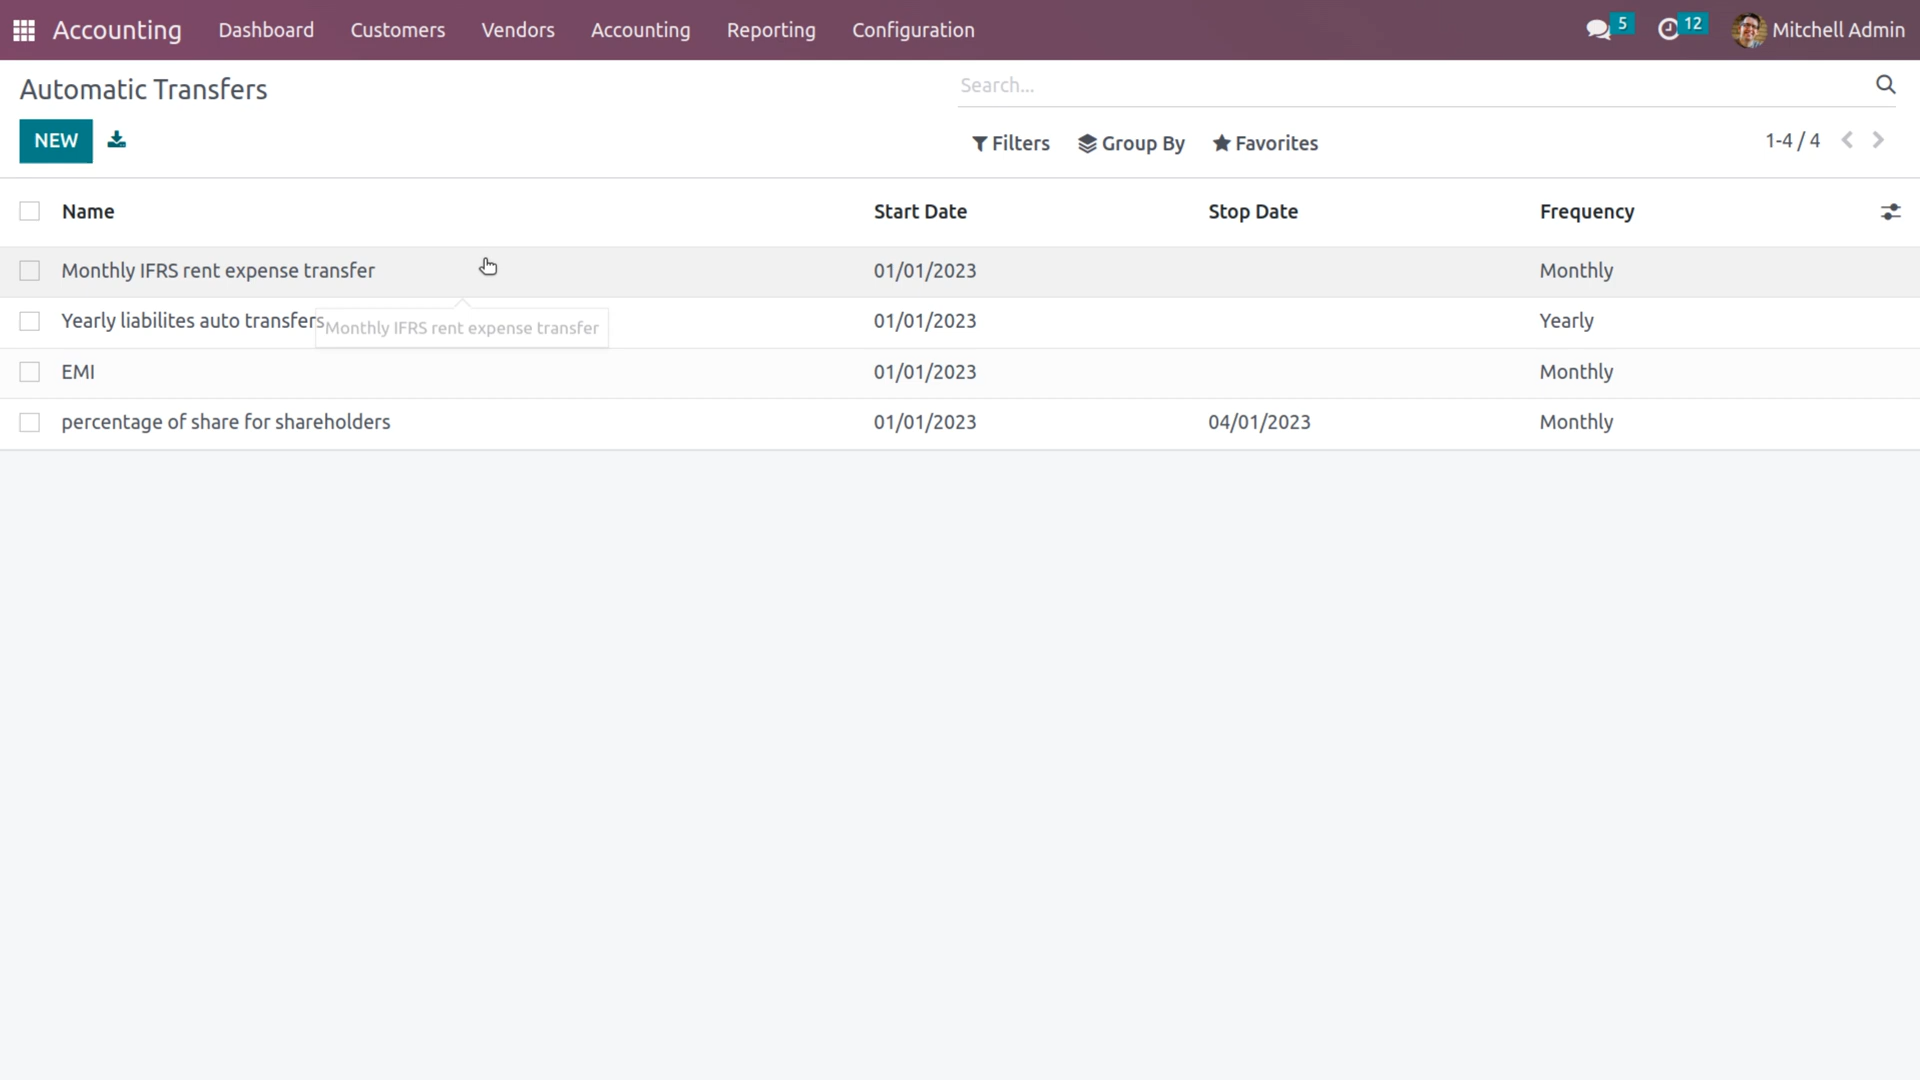 Accounting Dashboard Customers Vendors Accounting Reporting Configuration 5 12 Mitchell Admin
Automatic Transfers Search...
NEW Filters Group By Favorites 1-4 / 4
Name Start Date Stop Date Frequency
Monthly IFRS rent expense transfer 01/01/2023 Monthly
Yearly liabilites auto transfers 01/01/2023 Yearly
Monthly IFRS rent expense transfer
EMI 01/01/2023 Monthly
percentage of share for shareholders 01/01/2023 04/01/2023 Monthly